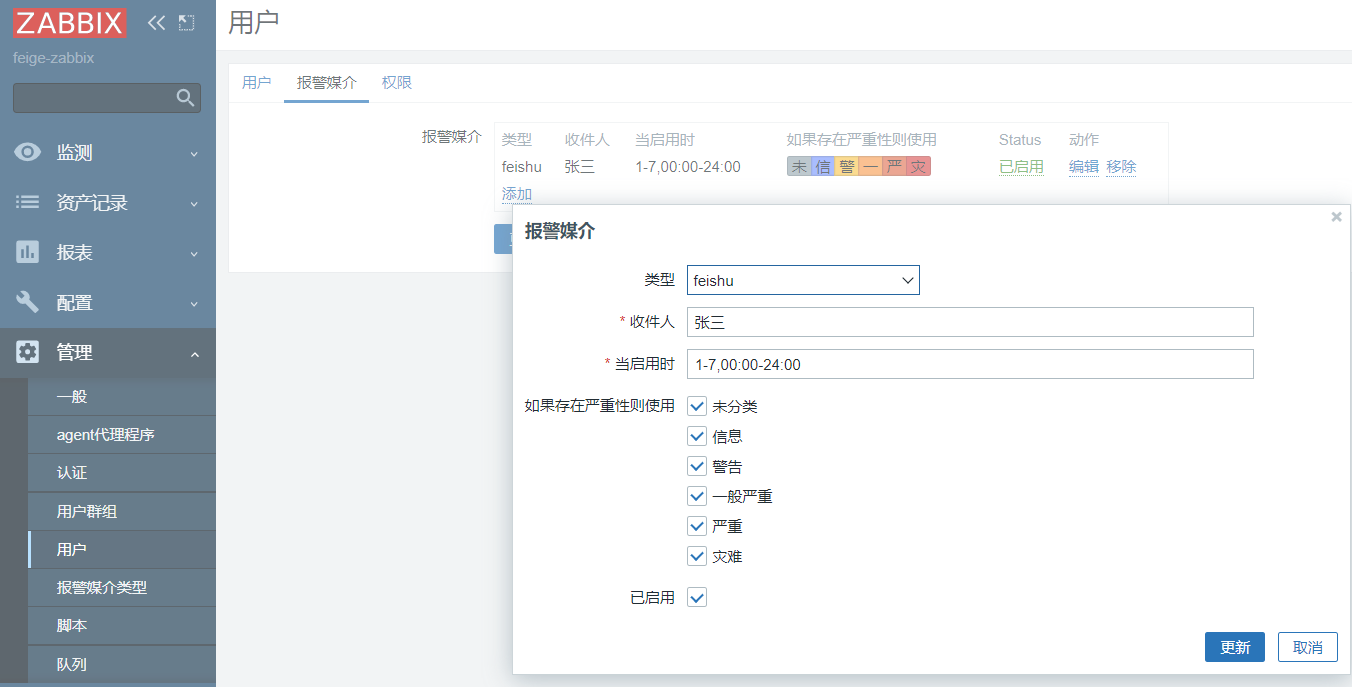 ZABBIX
feige-zabbix
监测
资产记录
报表
配置
管理
一般
agent代理程序
认证
用户群组
用户
报警媒介类型
脚本
队列
用户
用户 报警媒介 权限
报警媒介 类型 收件人 当启用时 如果存在严重性则使用 Status 动作
feishu 张三 1-7,00:00-24:00 未 信 警 一 严 灾 已启用 编辑 移除
添加
报警媒介
类型 feishu
* 收件人 张三
* 当启用时 1-7,00:00-24:00
如果存在严重性则使用 未分类
信息
警告
一般严重
严重
灾难
已启用
更新 取消